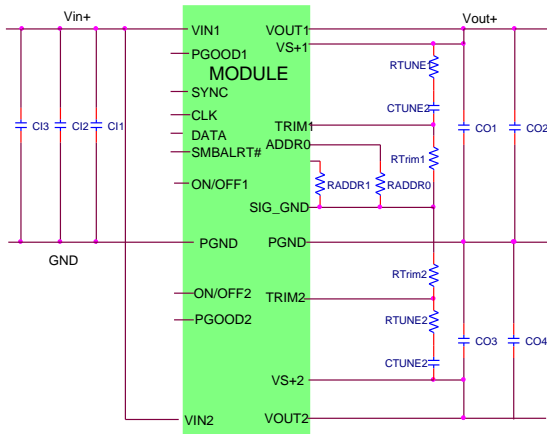 Vin+
Vout+
VIN1
VOUT1
VS+1
PGOOD1
RTUNE1
MODULE
SYNC
CTUNE2
CLK
TRIM1
CI3
CI2
CI1
DATA
CO1
CO2
ADDR0
SMBALRT#
RTrim1
ON/OFF1
RADDR1
RADDR0
SIG_GND
PGND
PGND
GND
RTrim2
ON/OFF2
TRIM2
PGOOD2
RTUNE2
CO3
CO4
CTUNE2
VS+2
VIN2
VOUT2